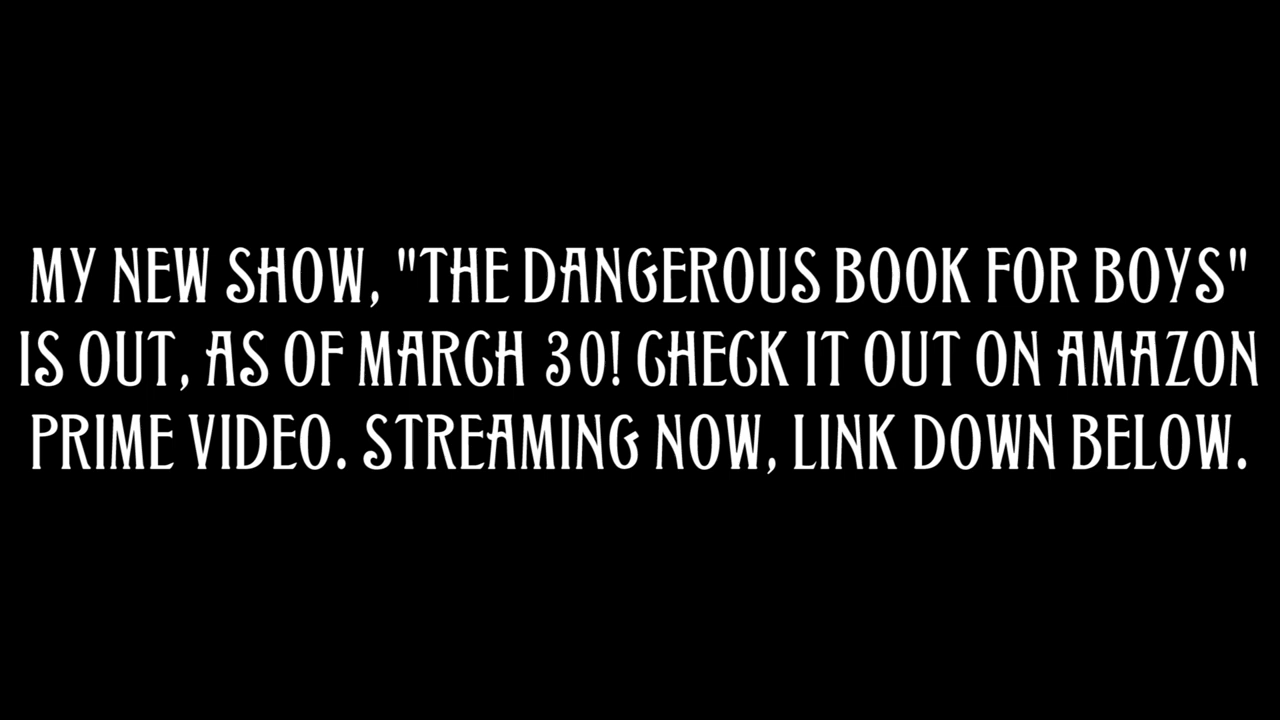 MY NEW SHOW, "THE DANGEROUS BOOK FOR BOYS"
IS OUT, AS OF MARCH 30! CHECK IT OUT ON AMAZON
PRIME VIDEO. STREAMING NOW, LINK DOWN BELOW.